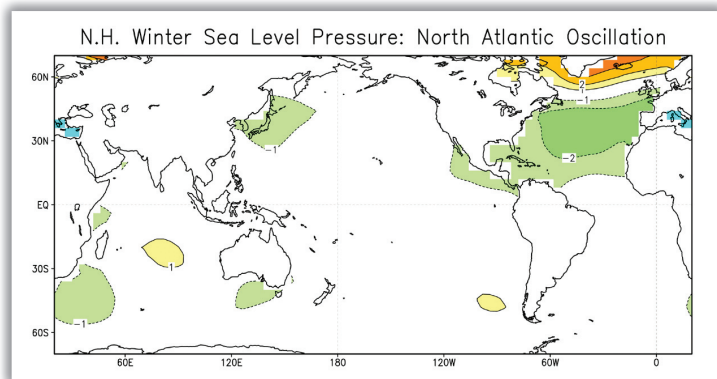 N.H. Winter Sea Level Pressure: North Atlantic Oscillation
60N
2
-1
30N
-1
-2
EQ
1
30S
-1
1
-1
60S
60E
120E
180
120W
60W
0